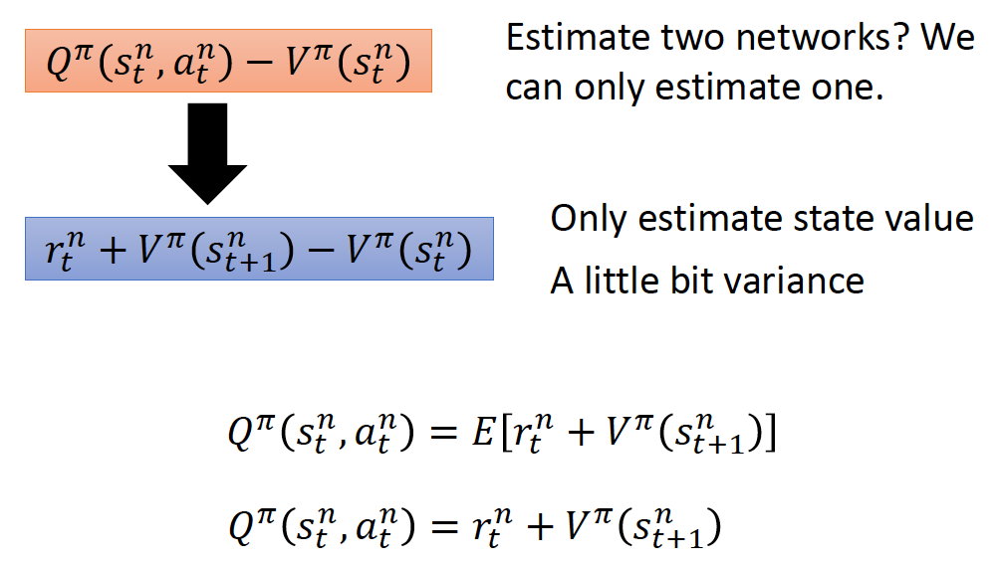 $Q^{\pi}(s_t^n, a_t^n) - V^{\pi}(s_t^n)$
Estimate two networks? We
can only estimate one.
$r_t^n + V^{\pi}(s_{t+1}^n) - V^{\pi}(s_t^n)$
Only estimate state value
A little bit variance
$Q^{\pi}(s_t^n, a_t^n) = E[r_t^n + V^{\pi}(s_{t+1}^n)]$
$Q^{\pi}(s_t^n, a_t^n) = r_t^n + V^{\pi}(s_{t+1}^n)$